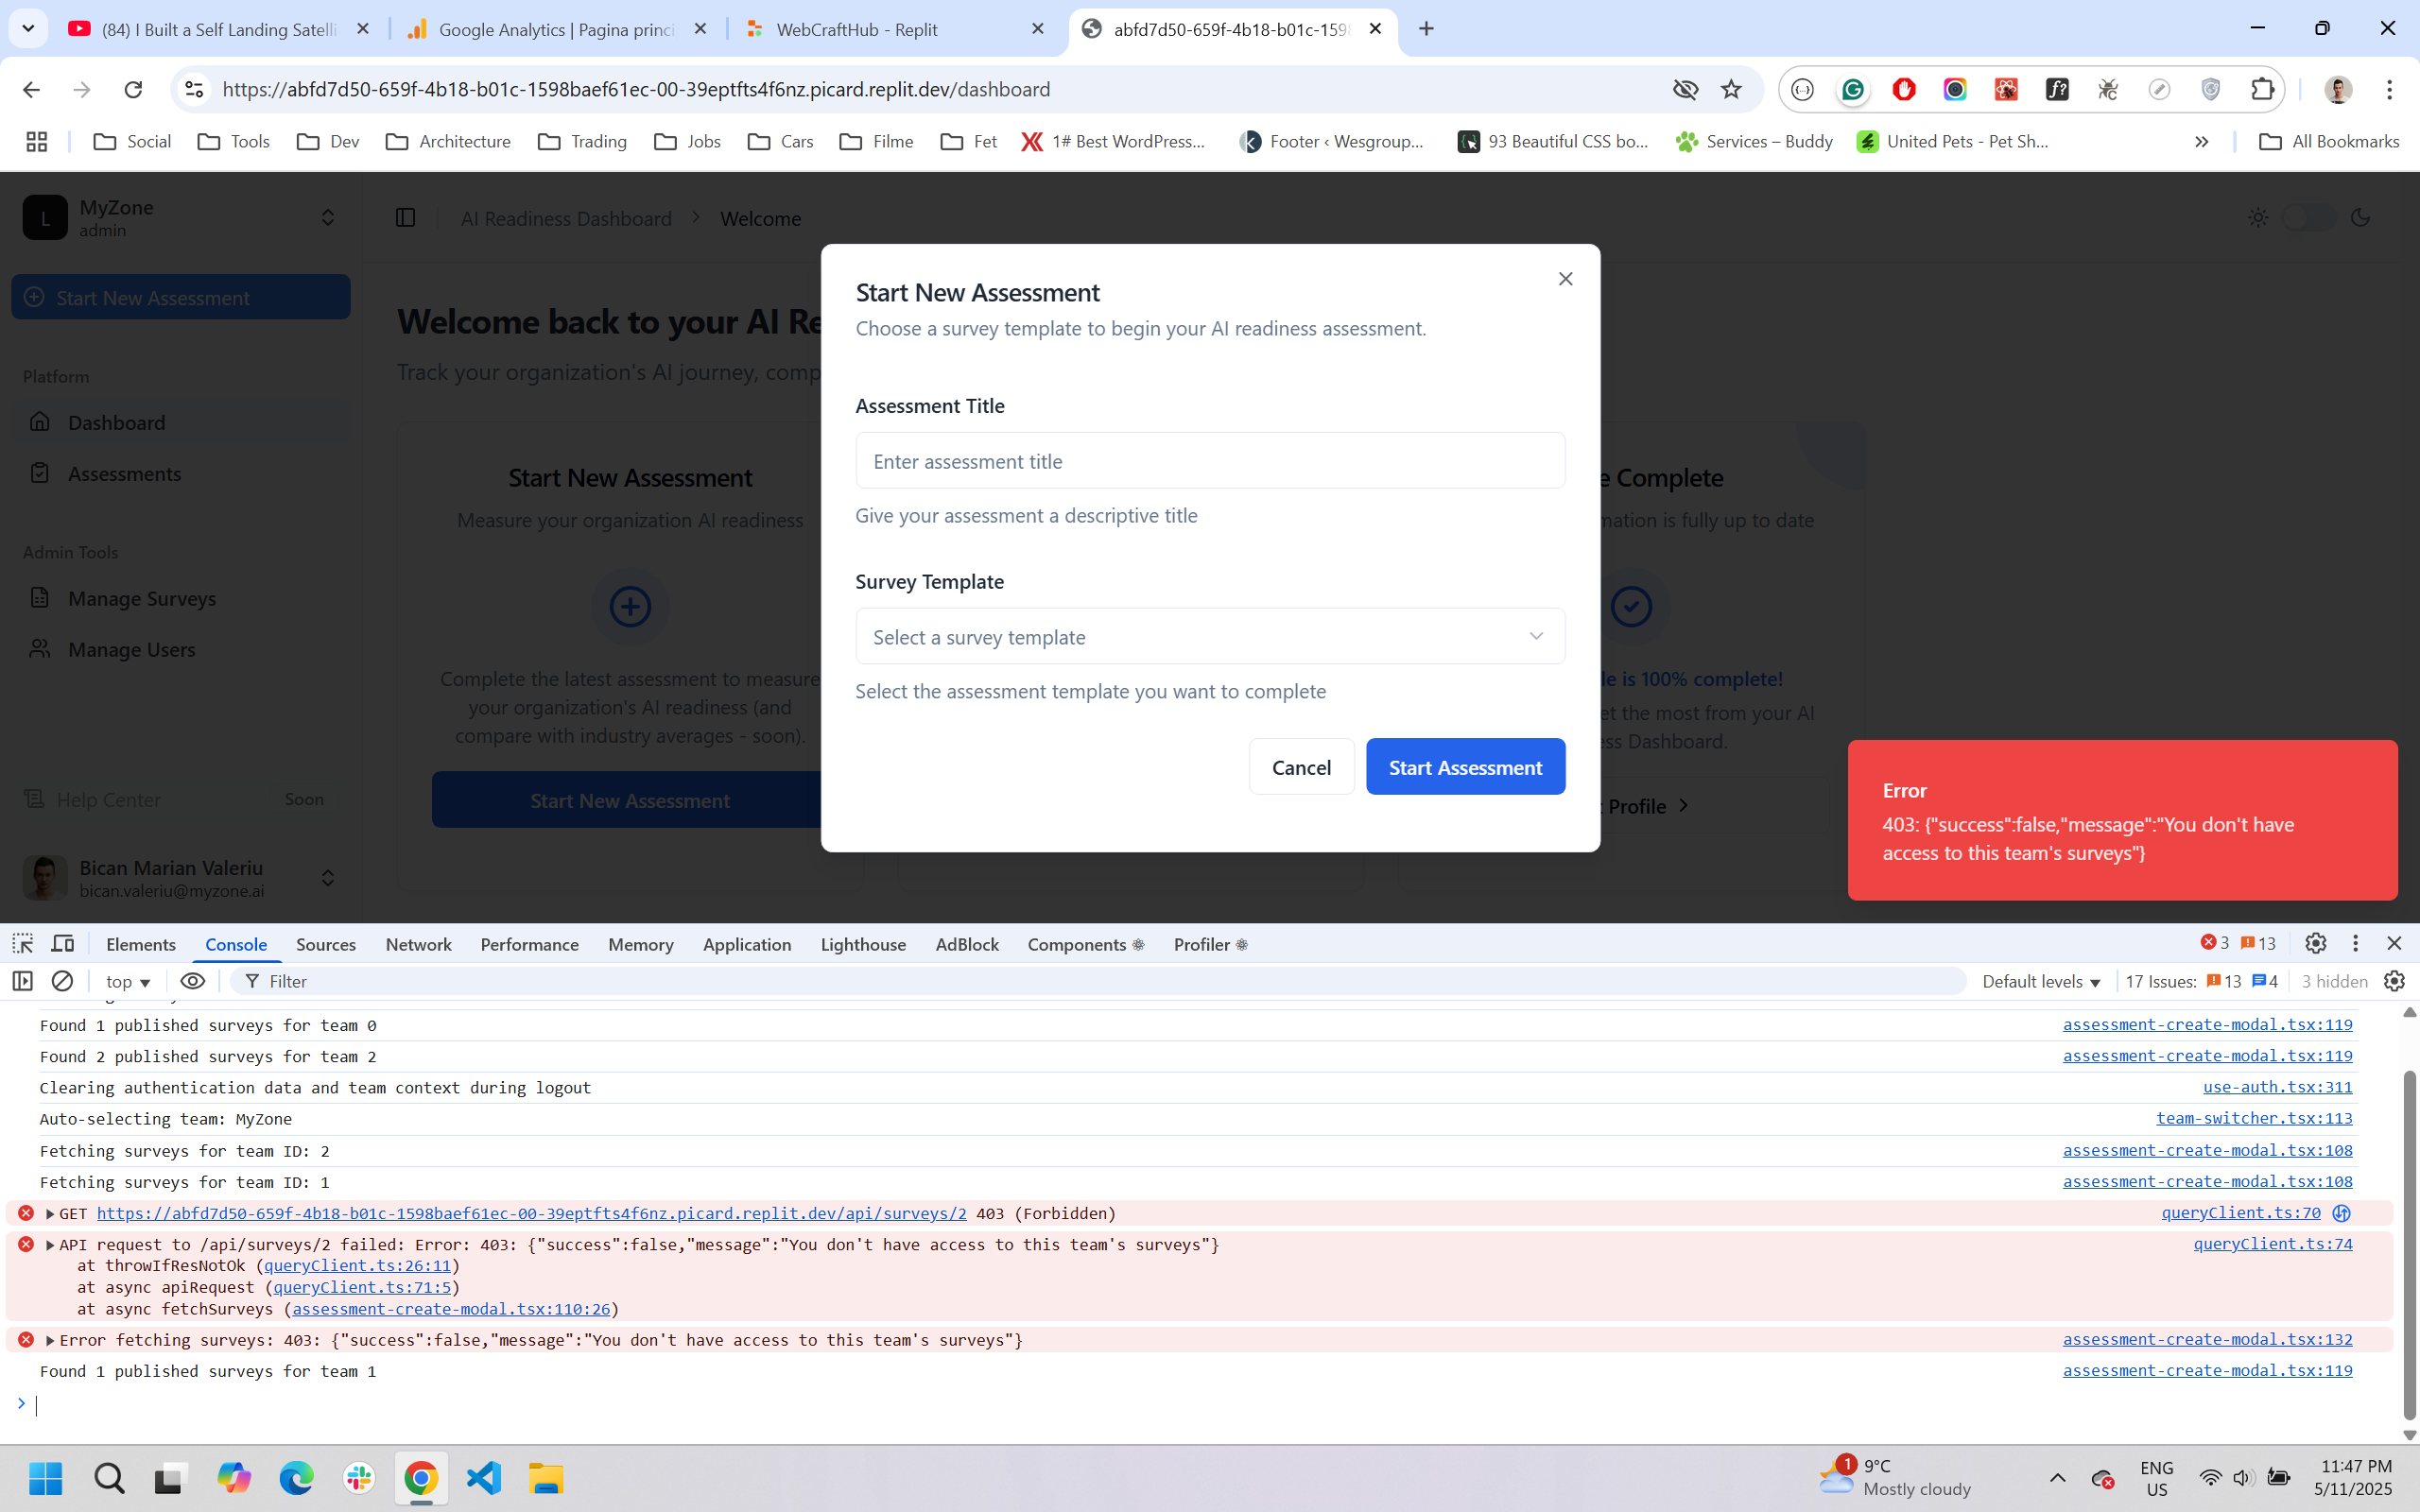 (84) I Built a Self Landing Satelli
Google Analytics | Pagina princi
WebCraftHub - Replit
abfd7d50-659f-4b18-b01c-1598
https://abfd7d50-659f-4b18-b01c-1598baef61ec-00-39eptfts4f6nz.picard.replit.dev/dashboard
Social
Tools
Dev
Architecture
Trading
Jobs
Cars
Filme
Fet
1# Best WordPress...
Footer ‹ Wesgroup...
93 Beautiful CSS bo...
Services – Buddy
United Pets - Pet Sh...
All Bookmarks
L
MyZone
admin
Start New Assessment
Platform
Dashboard
Assessments
Admin Tools
Manage Surveys
Manage Users
Help Center
Soon
Bican Marian Valeriu
bican.valeriu@myzone.ai
AI Readiness Dashboard > Welcome
Welcome back to your AI Re
Track your organization's AI journey, comp
Start New Assessment
Measure your organization AI readiness
Complete the latest assessment to measure
your organization's AI readiness (and
compare with industry averages - soon).
Start New Assessment
Start New Assessment
Choose a survey template to begin your AI readiness assessment.
Assessment Title
Enter assessment title
Give your assessment a descriptive title
Survey Template
Select a survey template
Select the assessment template you want to complete
Cancel
Start Assessment
e Complete
mation is fully up to date
le is 100% complete!
et the most from your AI
ss Dashboard.
t Profile
Error
403: {"success":false,"message":"You don't have
access to this team's surveys"}
Elements
Console
Sources
Network
Performance
Memory
Application
Lighthouse
AdBlock
Components
Profiler
3
13
top
Filter
Default levels
17 Issues:
13
4
3 hidden
Found 1 published surveys for team 0
assessment-create-modal.tsx:119
Found 2 published surveys for team 2
assessment-create-modal.tsx:119
Clearing authentication data and team context during logout
use-auth.tsx:311
Auto-selecting team: MyZone
team-switcher.tsx:113
Fetching surveys for team ID: 2
assessment-create-modal.tsx:108
Fetching surveys for team ID: 1
assessment-create-modal.tsx:108
GET https://abfd7d50-659f-4b18-b01c-1598baef61ec-00-39eptfts4f6nz.picard.replit.dev/api/surveys/2 403 (Forbidden)
queryClient.ts:70
API request to /api/surveys/2 failed: Error: 403: {"success":false,"message":"You don't have access to this team's surveys"}
queryClient.ts:74
at throwIfResNotOk (queryClient.ts:26:11)
at async apiRequest (queryClient.ts:71:5)
at async fetchSurveys (assessment-create-modal.tsx:110:26)
Error fetching surveys: 403: {"success":false,"message":"You don't have access to this team's surveys"}
assessment-create-modal.tsx:132
Found 1 published surveys for team 1
assessment-create-modal.tsx:119
1
9°C
Mostly cloudy
ENG
US
11:47 PM
5/11/2025